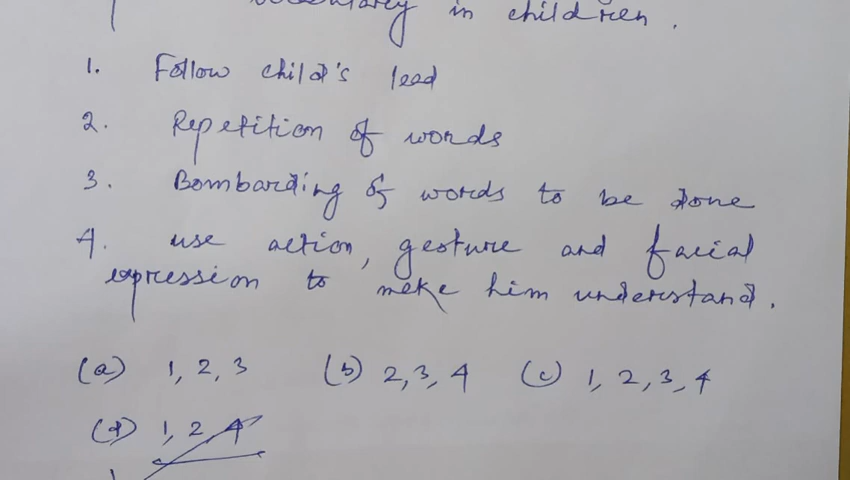 vocabulary in children.
1. Follow child's lead
2. Repetition of words
3. Bombarding of words to be done
4. use action, gesture and facial
expression to make him understand.
(a) 1, 2, 3 (b) 2, 3, 4 (c) 1, 2, 3, 4
(d) 1, 2, 4